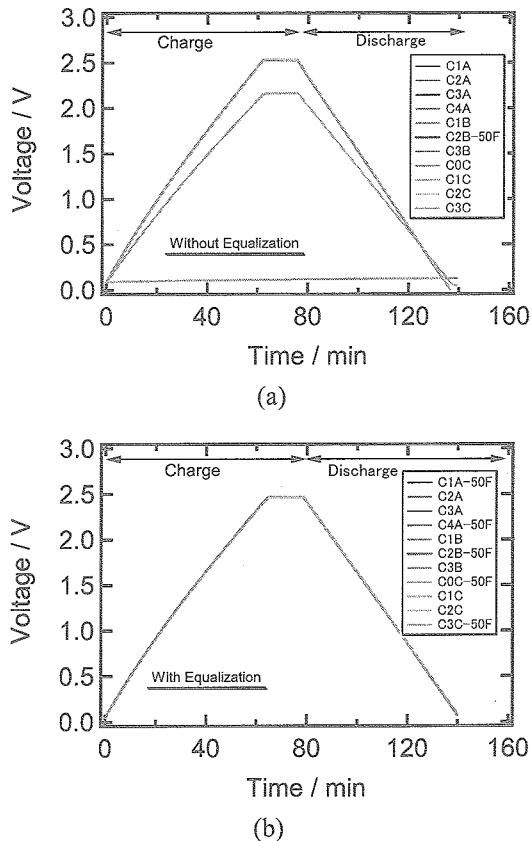 3.0
2.5
2.0
1.5
1.0
0.5
0.0
Voltage / V
Charge
Discharge
C1A
C2A
C3A
C4A
C1B
C2B-50F
C3B
C0C
C1C
C2C
C3C
Without Equalization
0 40 80 120 160
Time / min
(a)
3.0
2.5
2.0
1.5
1.0
0.5
0.0
Voltage / V
Charge
Discharge
C1A-50F
C2A
C3A
C4A-50F
C1B
C2B-50F
C3B
C0C-50F
C1C
C2C
C3C-50F
With Equalization
0 40 80 120 160
Time / min
(b)